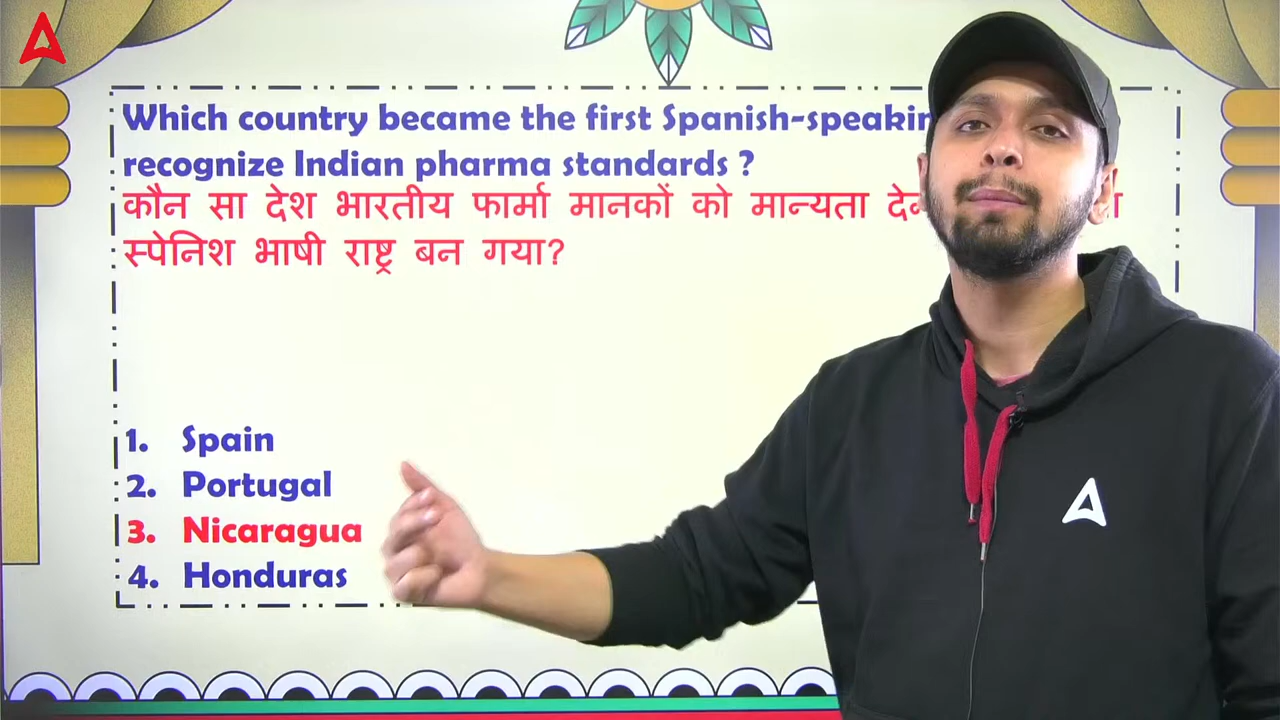 Which country became the first Spanish-speakin
recognize Indian pharma standards ?
कौन सा देश भारतीय फार्मा मानकों को मान्यता
स्पेनिश भाषी राष्ट्र बन गया?
1. Spain
2. Portugal
3. Nicaragua
4. Honduras